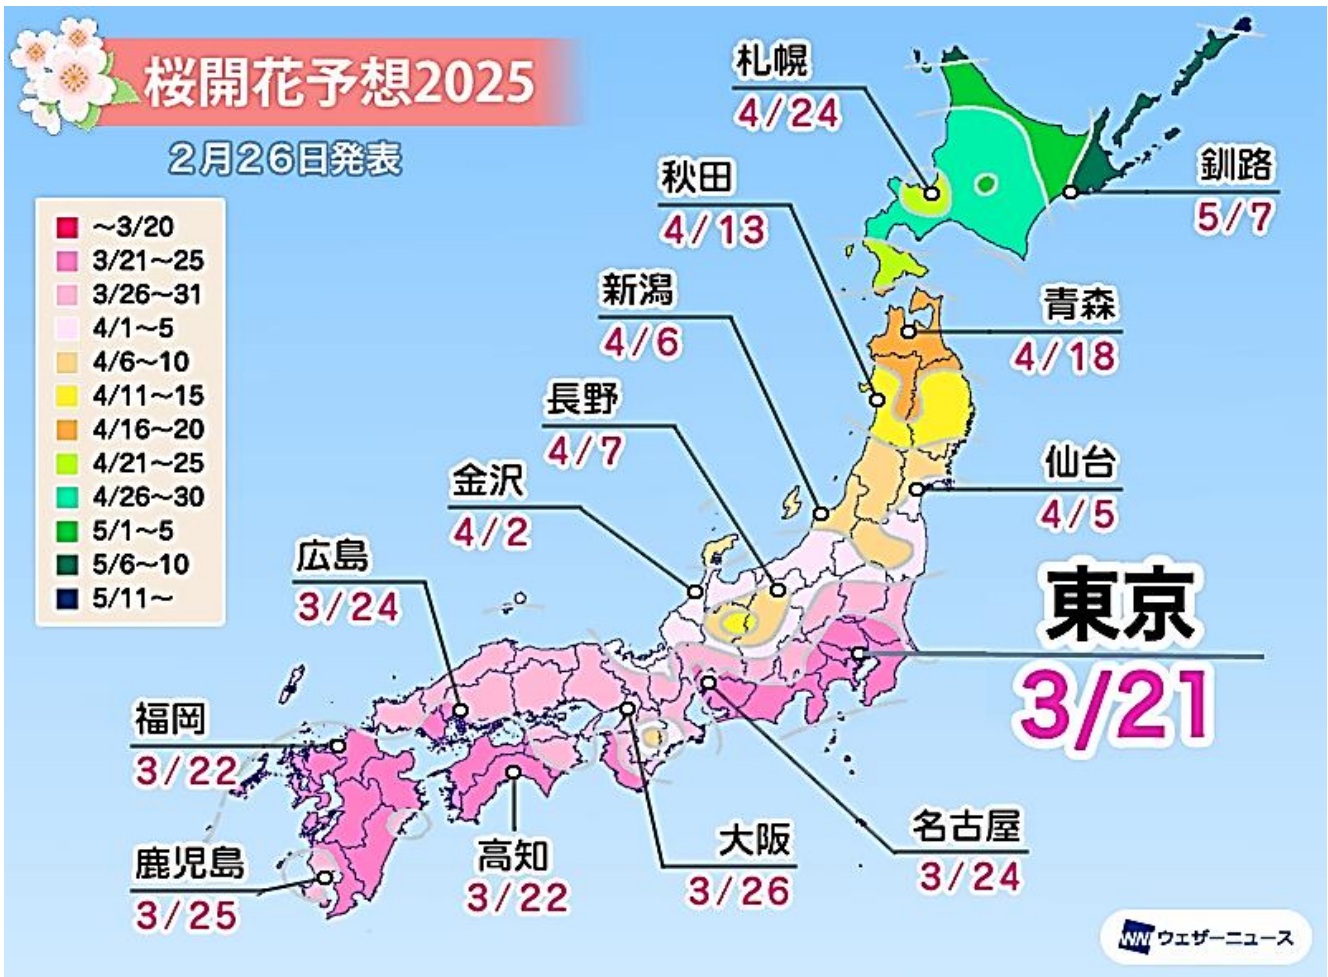 桜開花予想2025
2月26日発表
～3/20
3/21～25
3/26～31
4/1～5
4/6～10
4/11～15
4/16～20
4/21～25
4/26～30
5/1～5
5/6～10
5/11～
札幌
4/24
釧路
5/7
秋田
4/13
新潟
4/6
青森
4/18
長野
4/7
仙台
4/5
金沢
4/2
広島
3/24
東京
3/21
福岡
3/22
鹿児島
3/25
高知
3/22
大阪
3/26
名古屋
3/24
WN ウェザーニュース